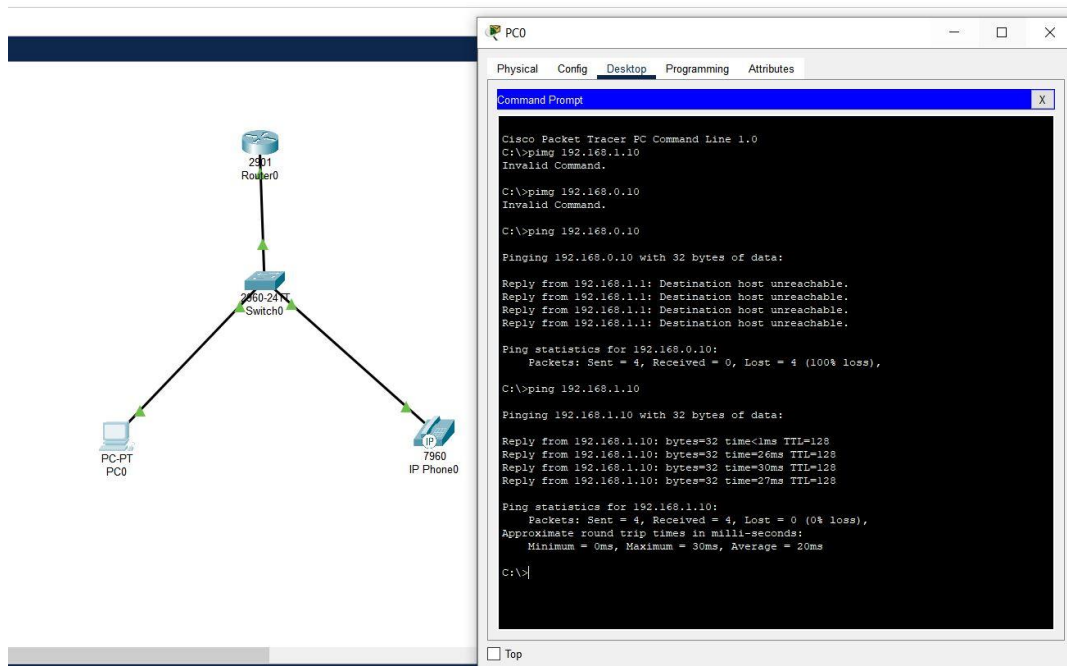 2901
Router0
2960-24TT
Switch0
PC-PT
PC0
IP
7960
IP Phone0
PC0
Physical Config Desktop Programming Attributes
Command Prompt
X
Cisco Packet Tracer PC Command Line 1.0
C:\>pimg 192.168.1.10
Invalid Command.
C:\>pimg 192.168.0.10
Invalid Command.
C:\>ping 192.168.0.10
Pinging 192.168.0.10 with 32 bytes of data:
Reply from 192.168.1.1: Destination host unreachable.
Reply from 192.168.1.1: Destination host unreachable.
Reply from 192.168.1.1: Destination host unreachable.
Reply from 192.168.1.1: Destination host unreachable.
Ping statistics for 192.168.0.10:
Packets: Sent = 4, Received = 0, Lost = 4 (100% loss),
C:\>ping 192.168.1.10
Pinging 192.168.1.10 with 32 bytes of data:
Reply from 192.168.1.10: bytes=32 time<1ms TTL=128
Reply from 192.168.1.10: bytes=32 time=26ms TTL=128
Reply from 192.168.1.10: bytes=32 time=30ms TTL=128
Reply from 192.168.1.10: bytes=32 time=27ms TTL=128
Ping statistics for 192.168.1.10:
Packets: Sent = 4, Received = 4, Lost = 0 (0% loss),
Approximate round trip times in milli-seconds:
Minimum = 0ms, Maximum = 30ms, Average = 20ms
C:\>
Top